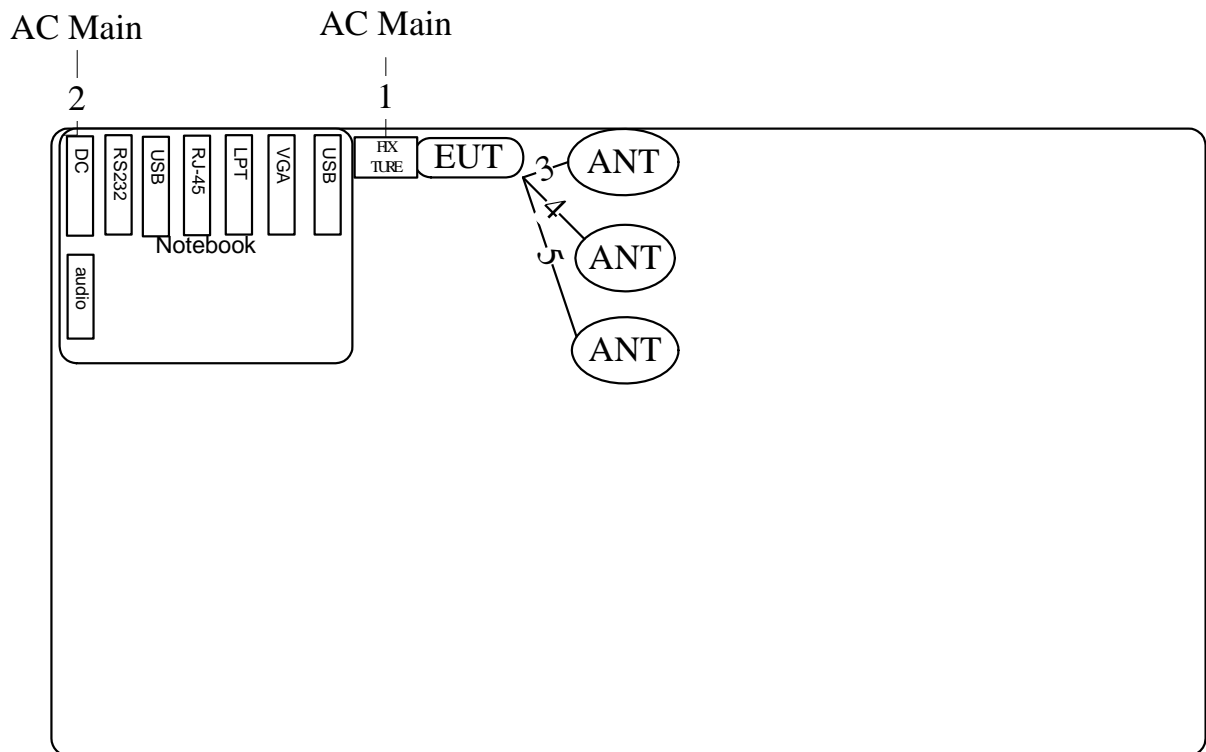 AC Main
AC Main
2
1
DC
RS232
USB
RJ-45
LPT
VGA
USB
HX
TURE
EUT
3
ANT
4
ANT
5
ANT
Notebook
audio